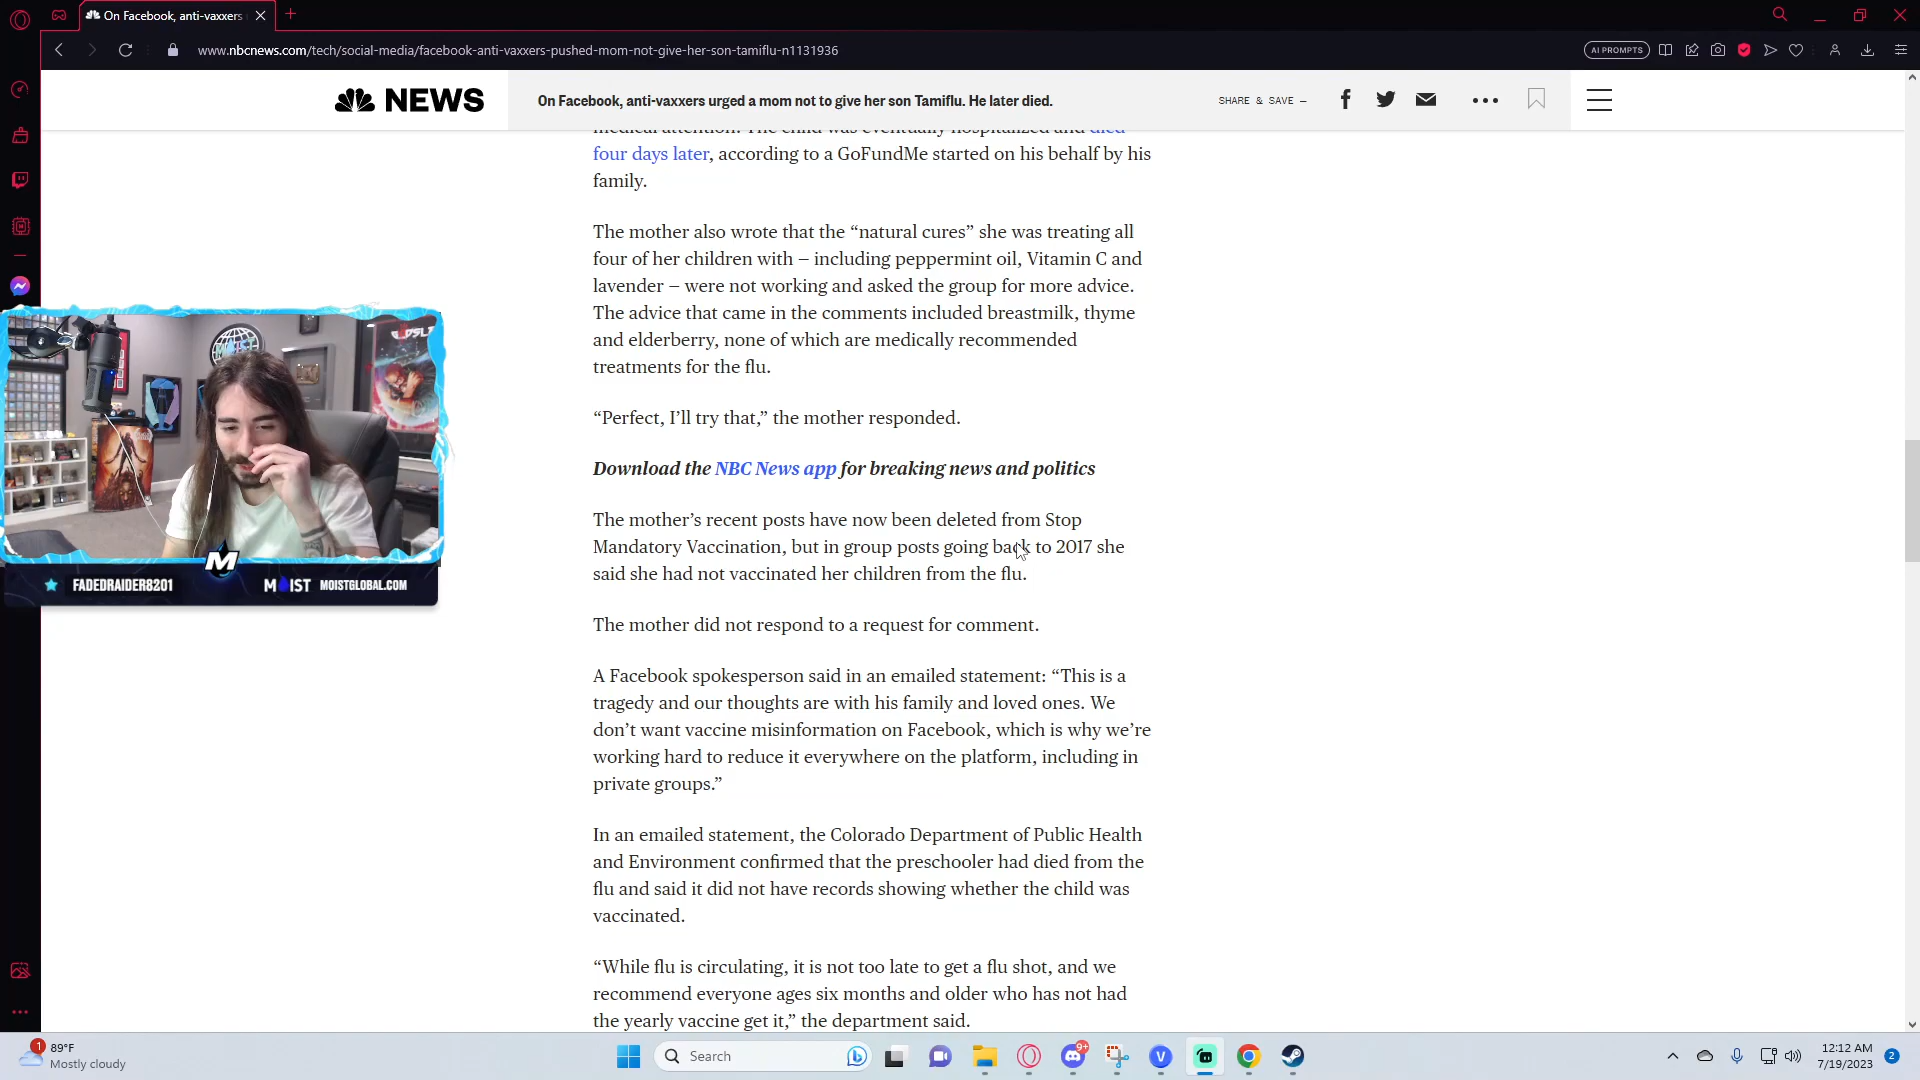 On Facebook, anti-vaxxers
www.nbcnews.com/tech/social-media/facebook-anti-vaxxers-pushed-mom-not-give-her-son-tamiflu-n1131936
AI PROMPTS
NEWS
On Facebook, anti-vaxxers urged a mom not to give her son Tamiflu. He later died.
SHARE & SAVE —
medical attention. The child was eventually hospitalized and died
four days later, according to a GoFundMe started on his behalf by his
family.
The mother also wrote that the “natural cures” she was treating all
four of her children with — including peppermint oil, Vitamin C and
lavender — were not working and asked the group for more advice.
The advice that came in the comments included breastmilk, thyme
and elderberry, none of which are medically recommended
treatments for the flu.
“Perfect, I’ll try that,” the mother responded.
Download the NBC News app for breaking news and politics
The mother’s recent posts have now been deleted from Stop
Mandatory Vaccination, but in group posts going back to 2017 she
said she had not vaccinated her children from the flu.
The mother did not respond to a request for comment.
A Facebook spokesperson said in an emailed statement: “This is a
tragedy and our thoughts are with his family and loved ones. We
don’t want vaccine misinformation on Facebook, which is why we’re
working hard to reduce it everywhere on the platform, including in
private groups.”
In an emailed statement, the Colorado Department of Public Health
and Environment confirmed that the preschooler had died from the
flu and said it did not have records showing whether the child was
vaccinated.
“While flu is circulating, it is not too late to get a flu shot, and we
recommend everyone ages six months and older who has not had
the yearly vaccine get it,” the department said.
MOIST
M
FADEDRAIDER8201
MOIST MOISTGLOBAL.COM
1
89°F
Mostly cloudy
Search
9+
V
12:12 AM
7/19/2023
2